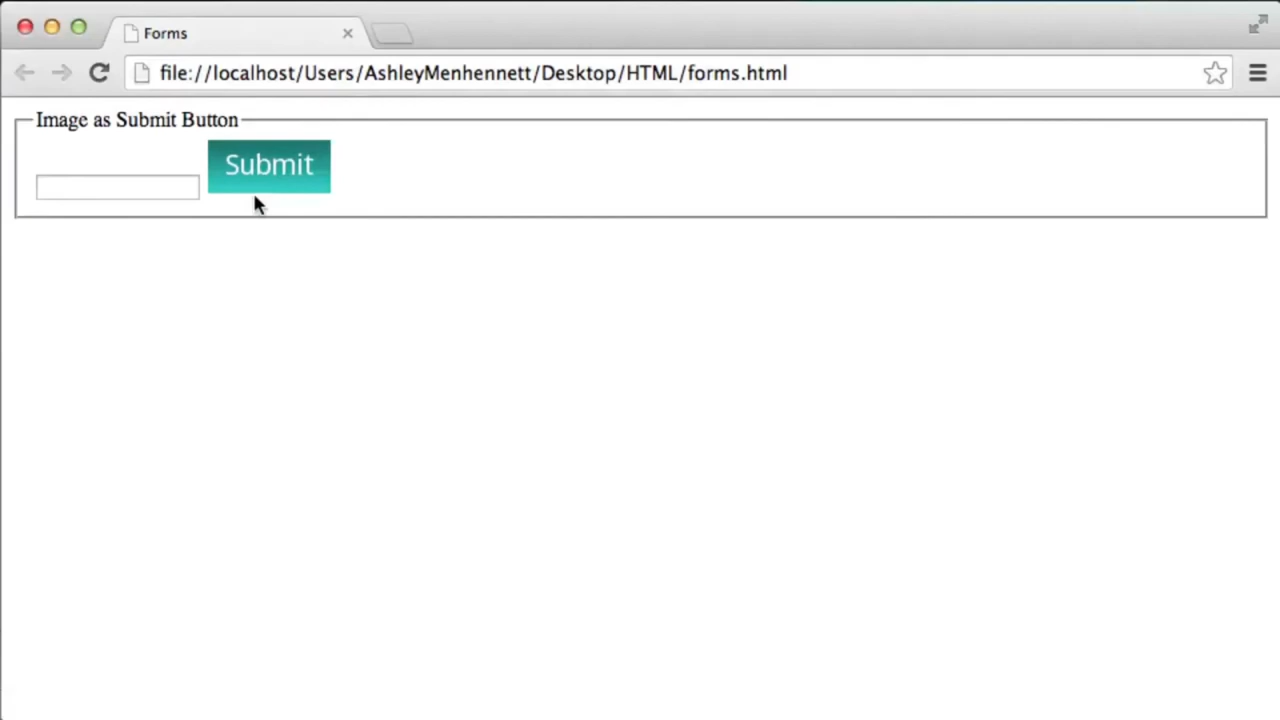 Forms
file://localhost/Users/AshleyMenhennett/Desktop/HTML/forms.html
Image as Submit Button
Submit